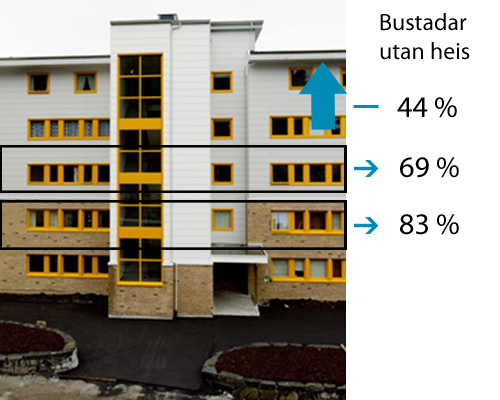 Bustadar
utan heis
44 %
69 %
83 %